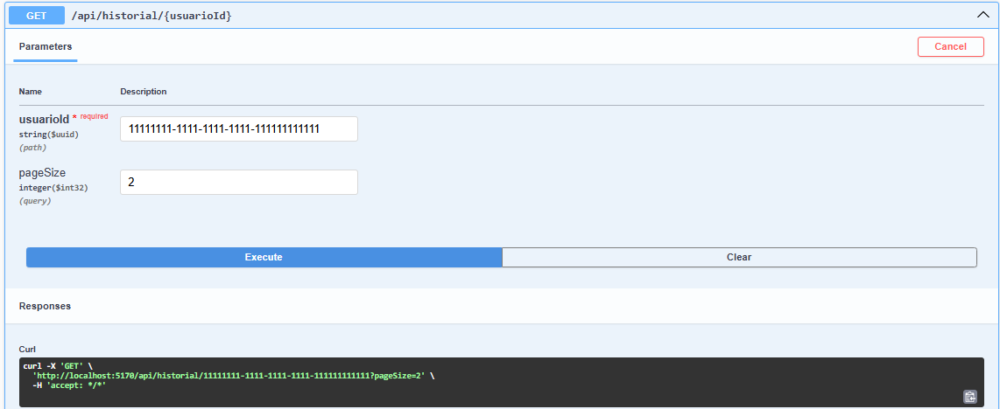 GET /api/historial/{usuarioId}
Parameters Cancel
Name Description
usuarioId * required 11111111-1111-1111-1111-111111111111
string($uuid)
(path)
pageSize 2
integer($int32)
(query)
Execute Clear
Responses
Curl
curl -X 'GET' \
'http://localhost:5170/api/historial/11111111-1111-1111-1111-111111111111?pageSize=2' \
-H 'accept: */*'